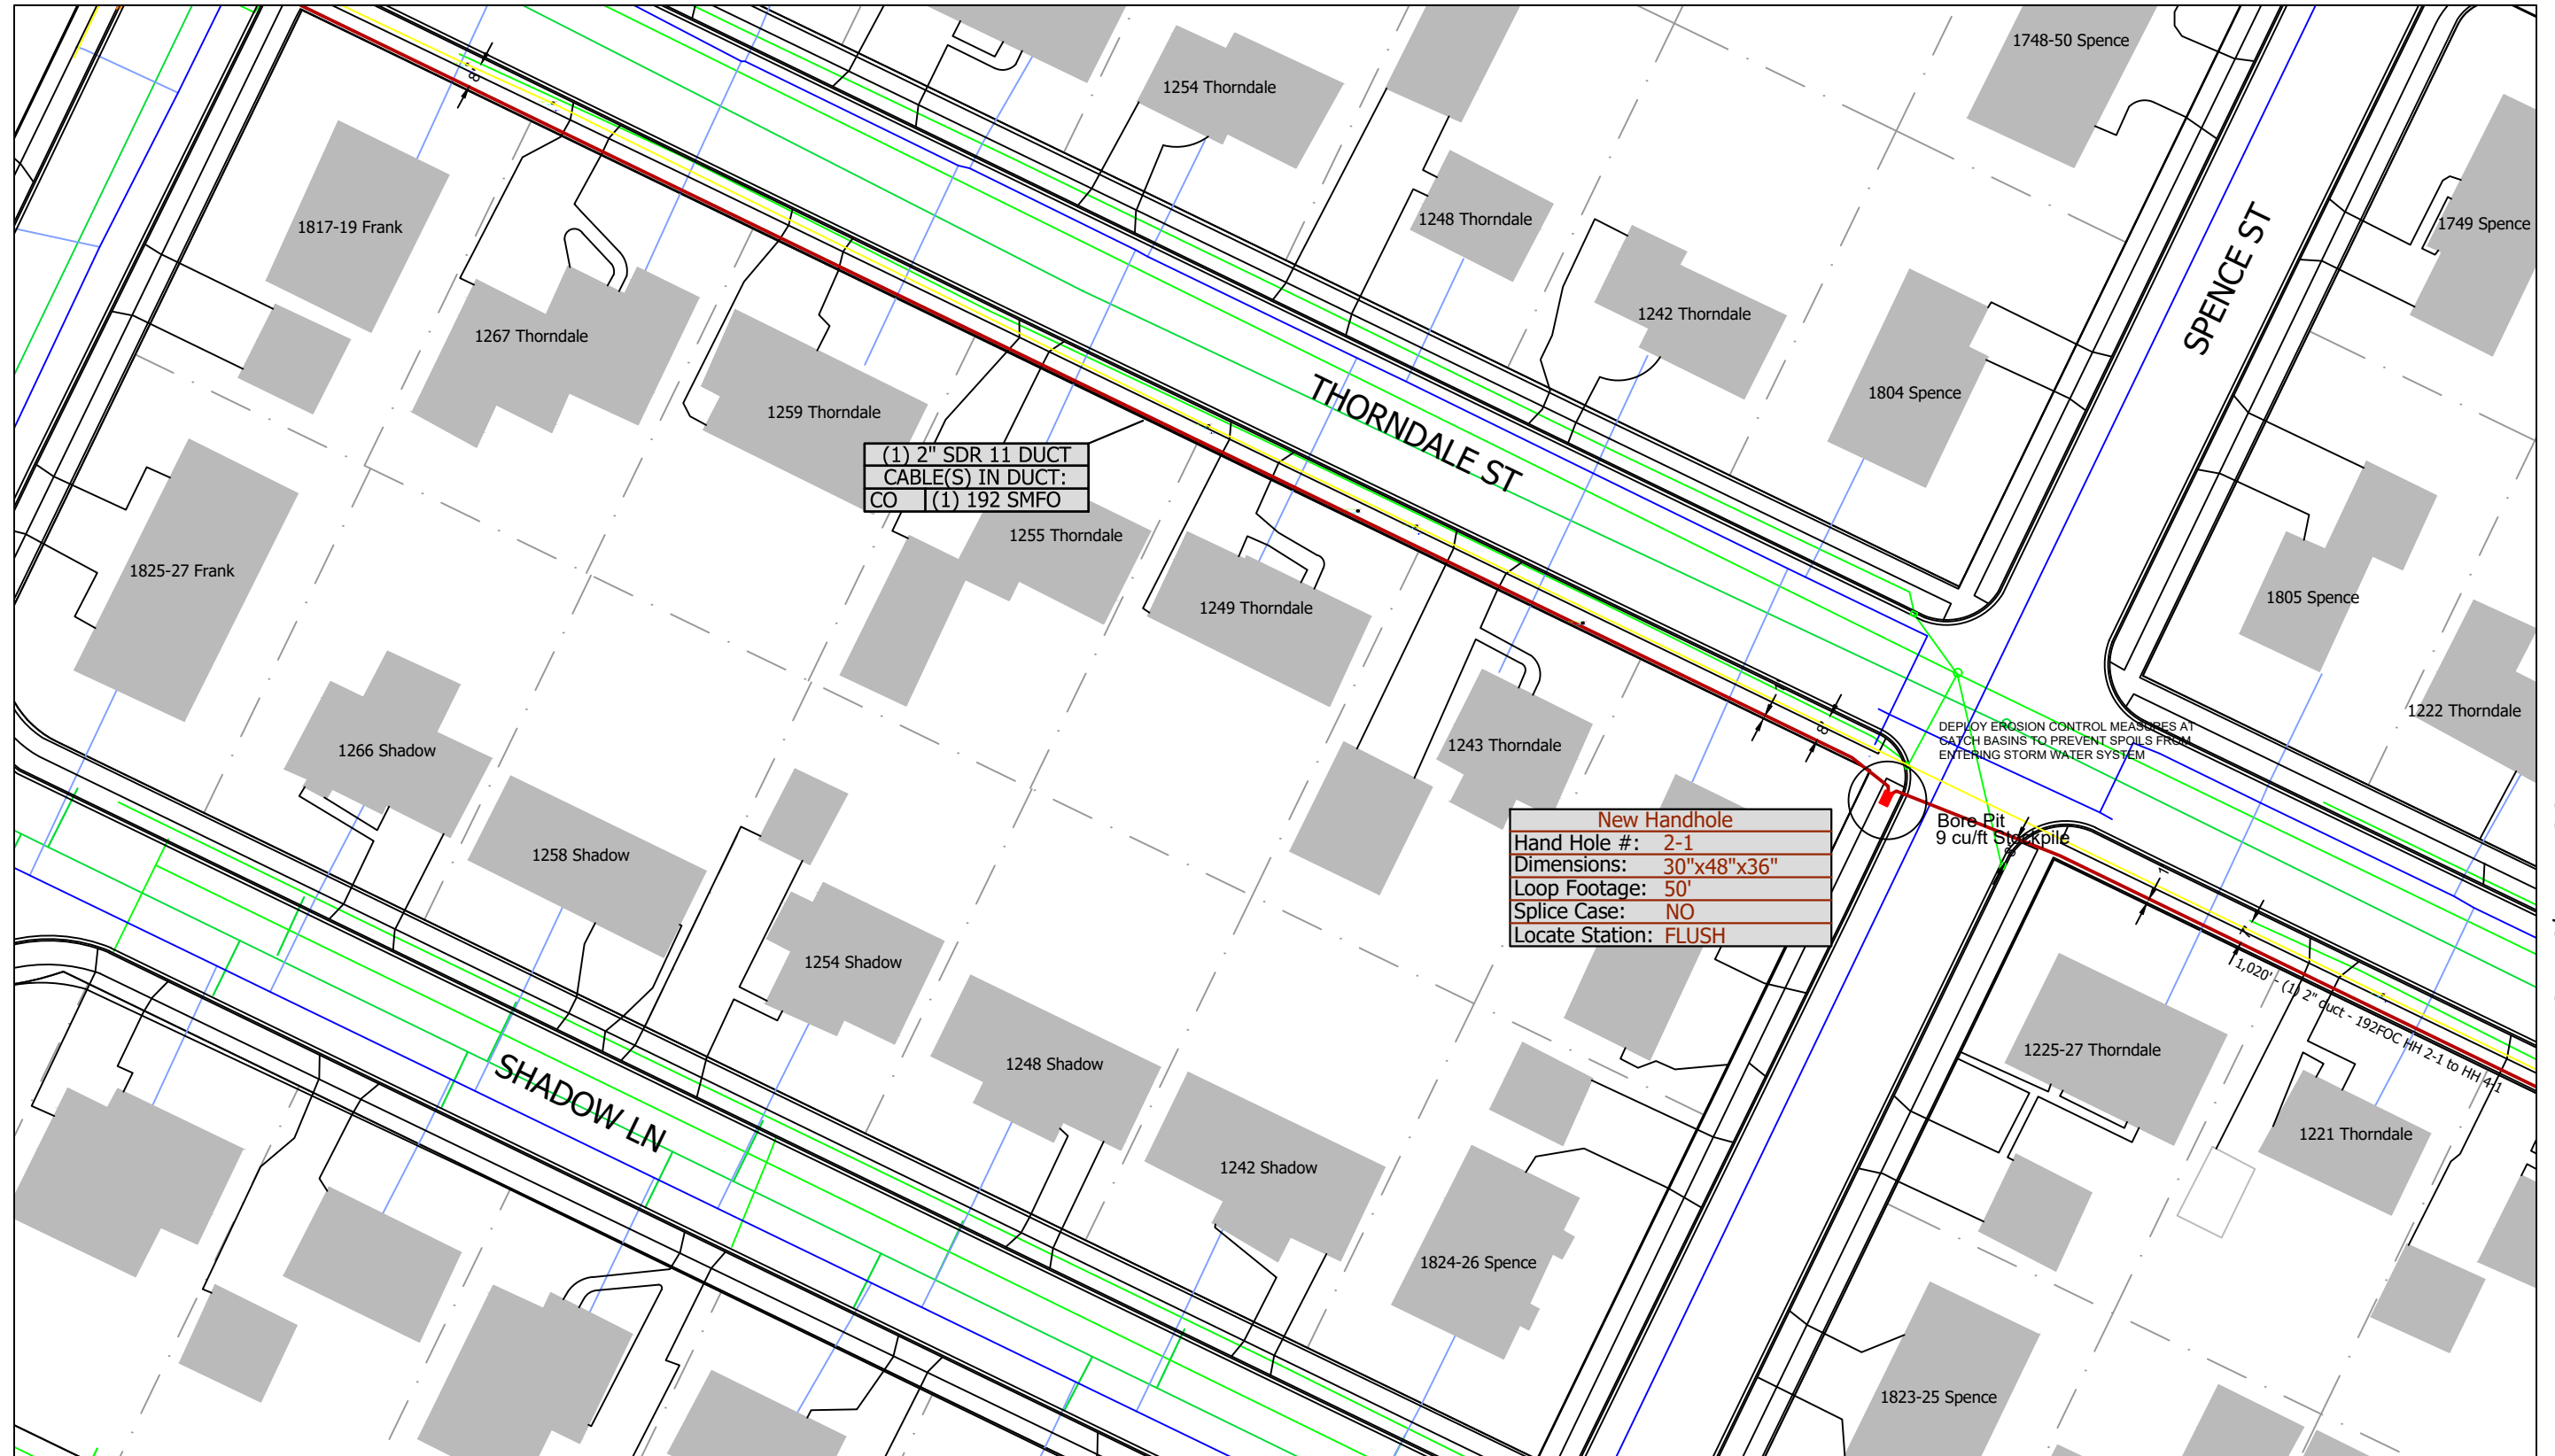 1748-50 Spence
1254 Thorndale
1817-19 Frank
1248 Thorndale
1749 Spence
SPENCE ST
1267 Thorndale
1242 Thorndale
1259 Thorndale
1804 Spence
THORNDALE ST
(1) 2" SDR 11 DUCT
CABLE(S) IN DUCT:
CO (1) 192 SMFO
1255 Thorndale
1825-27 Frank
1249 Thorndale
1805 Spence
1222 Thorndale
1243 Thorndale
1266 Shadow
DEPLOY EROSION CONTROL MEASURES AT
CATCH BASINS TO PREVENT SPOILS FROM
ENTERING STORM WATER SYSTEM
New Handhole
Hand Hole #: 2-1
Dimensions: 30"x48"x36"
Loop Footage: 50'
Splice Case: NO
Locate Station: FLUSH
Bore Pit
9 cu/ft Stockpile
1258 Shadow
1254 Shadow
1,020' - (1) 2" duct - 192FOC HH 2-1 to HH 4-1
1225-27 Thorndale
1248 Shadow
SHADOW LN
1221 Thorndale
1242 Shadow
1824-26 Spence
1823-25 Spence